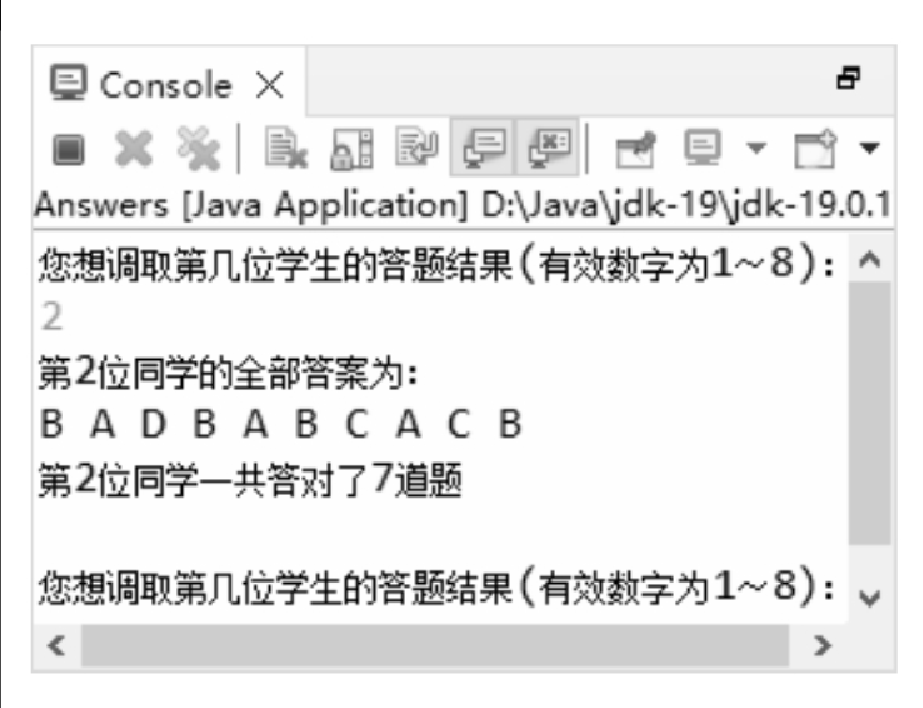 Console
Answers [Java Application] D:\Java\jdk-19\jdk-19.0.1
您想调取第几位学生的答题结果(有效数字为1～8)：
2
第2位同学的全部答案为：
B A D B A B C A C B
第2位同学一共答对了7道题
您想调取第几位学生的答题结果(有效数字为1～8)：